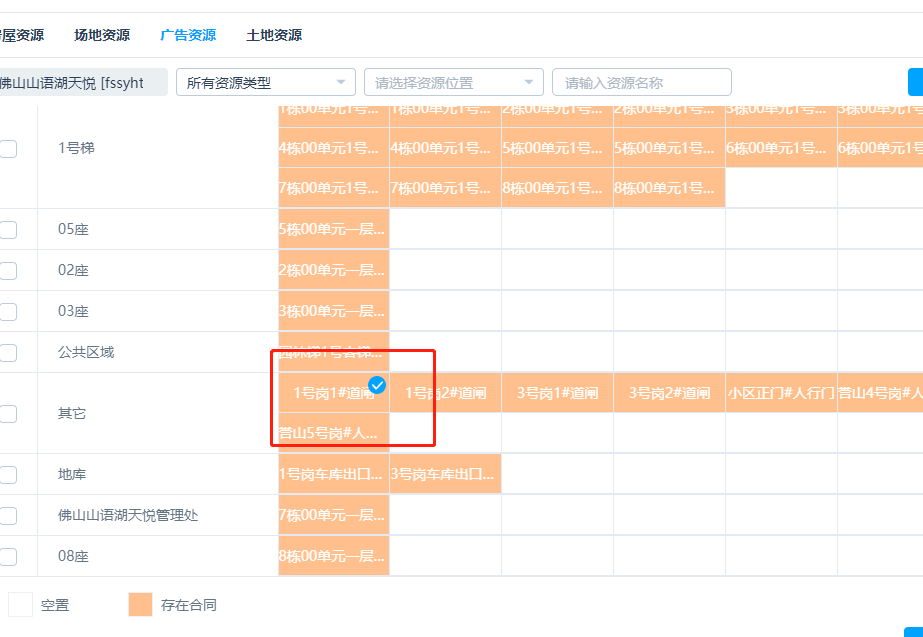 房屋资源 场地资源 广告资源 土地资源
佛山山语湖天悦 [fssyht 所有资源类型 请选择资源位置 请输入资源名称
1栋00单元1号... 1栋00单元1号... 2栋00单元1号... 2栋00单元1号... 3栋00单元1号... 3栋00单元1号
1号梯 4栋00单元1号... 4栋00单元1号... 5栋00单元1号... 5栋00单元1号... 6栋00单元1号... 6栋00单元1号
7栋00单元1号... 7栋00单元1号... 8栋00单元1号... 8栋00单元1号...
05座 5栋00单元一层...
02座 2栋00单元一层...
03座 3栋00单元一层...
公共区域 园林梯1号客梯...
其它 1号岗1#道闸 1号岗2#道闸 3号岗1#道闸 3号岗2#道闸 小区正门#人行门 菩山4号岗#人
菩山5号岗#人...
地库 1号岗车库出口... 3号岗车库出口...
佛山山语湖天悦管理处 7栋00单元一层...
08座 8栋00单元一层...
空置 存在合同